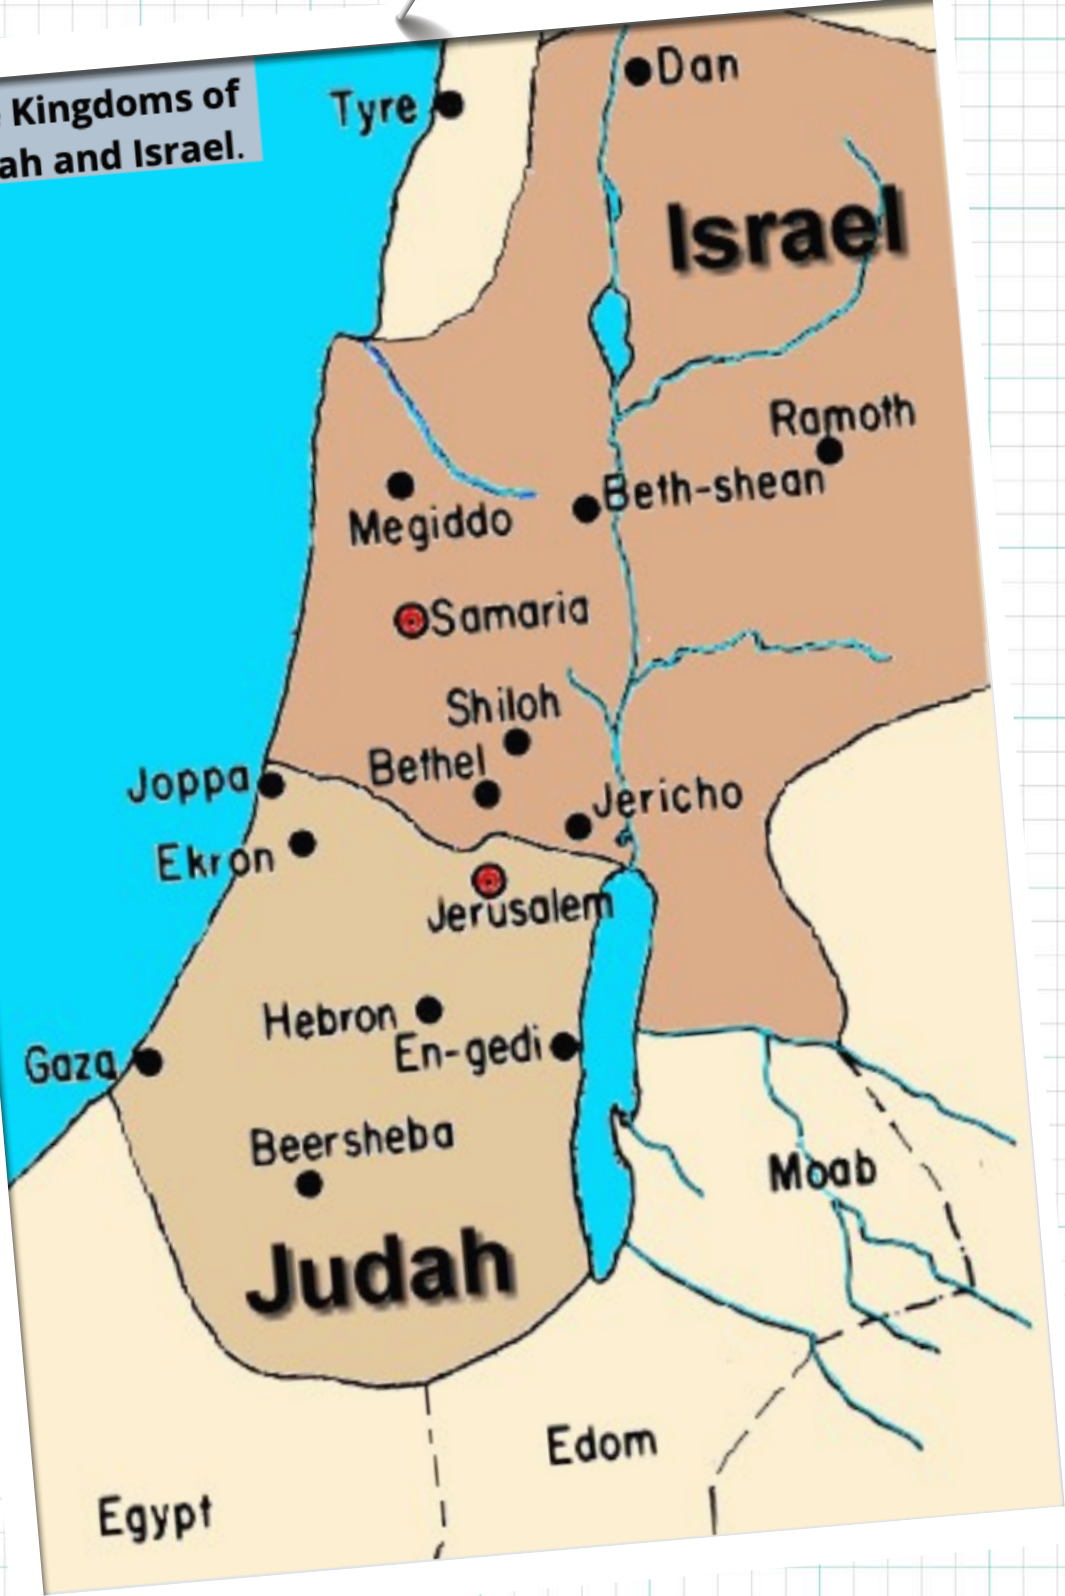 Kingdoms of
ah and Israel.
Tyre
Dan
Israel
Ramoth
Beth-shean
Megiddo
Samaria
Shiloh
Bethel
Joppa
Jericho
Ekron
Jerusalem
Hebron
En-gedi
Gaza
Beersheba
Moab
Judah
Edom
Egypt